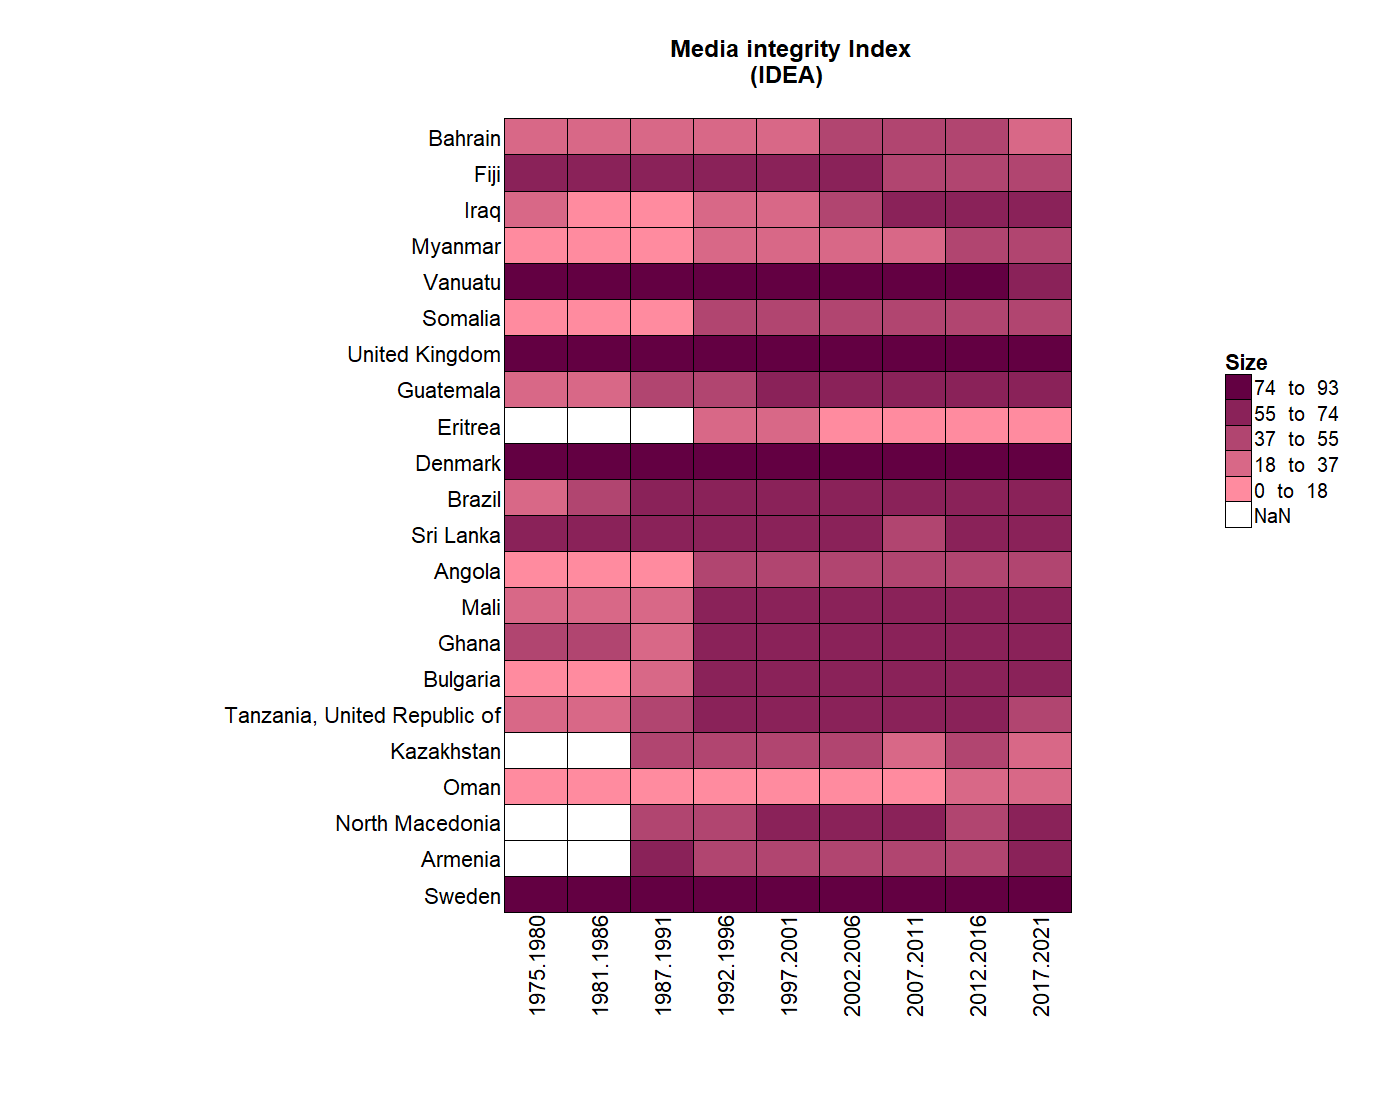 Media integrity Index
(IDEA)
Bahrain
Fiji
Iraq
Myanmar
Vanuatu
Somalia
United Kingdom
Guatemala
Eritrea
Denmark
Brazil
Sri Lanka
Angola
Mali
Ghana
Bulgaria
Tanzania, United Republic of
Kazakhstan
Oman
North Macedonia
Armenia
Sweden
1975.1980
1981.1986
1987.1991
1992.1996
1997.2001
2002.2006
2007.2011
2012.2016
2017.2021
Size
74 to 93
55 to 74
37 to 55
18 to 37
0 to 18
NaN